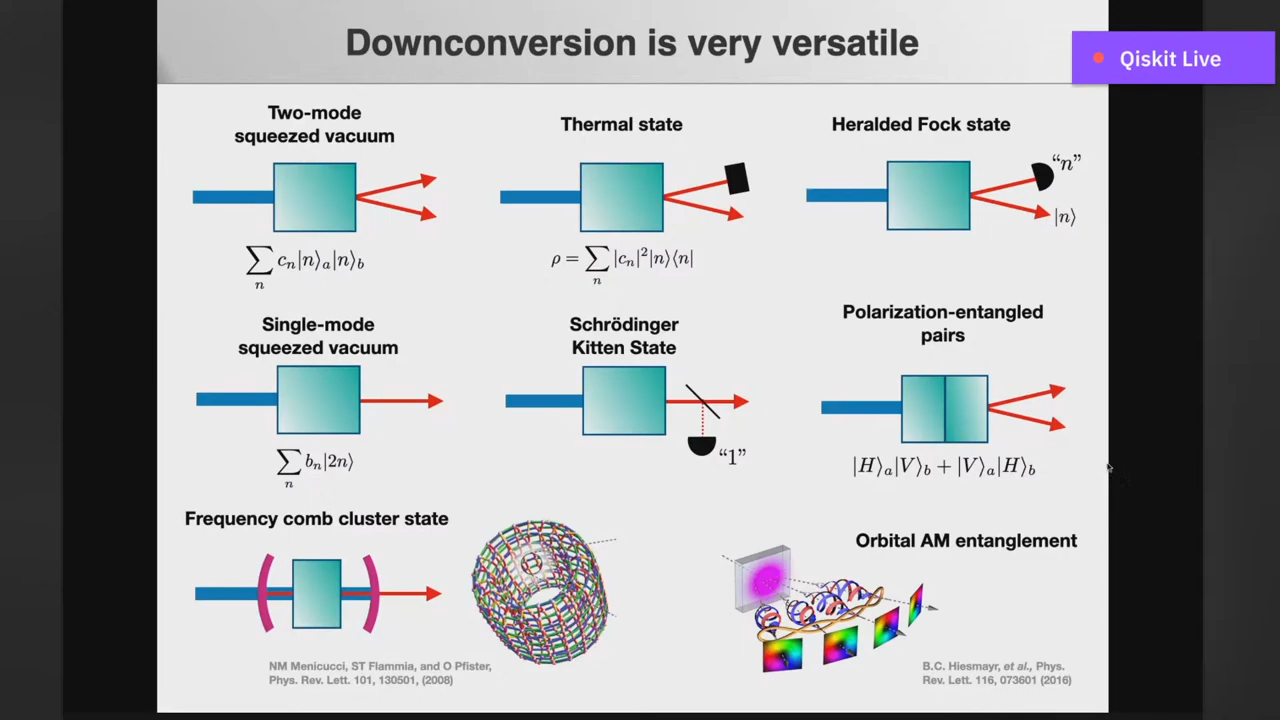 Downconversion is very versatile
Qiskit Live
Two-mode
squeezed vacuum
∑ₙ cₙ|n⟩ₐ|n⟩_b
Thermal state
ρ = ∑ₙ |cₙ|²|n⟩⟨n|
Heralded Fock state
“n”
|n⟩
Single-mode
squeezed vacuum
∑ₙ bₙ|2n⟩
Schrödinger
Kitten State
“1”
Polarization-entangled
pairs
|H⟩ₐ|V⟩_b + |V⟩ₐ|H⟩_b
Frequency comb cluster state
NM Menicucci, ST Flammia, and O Pfister,
Phys. Rev. Lett. 101, 130501, (2008)
Orbital AM entanglement
B.C. Hiesmayr, et al., Phys.
Rev. Lett. 116, 073601 (2016)